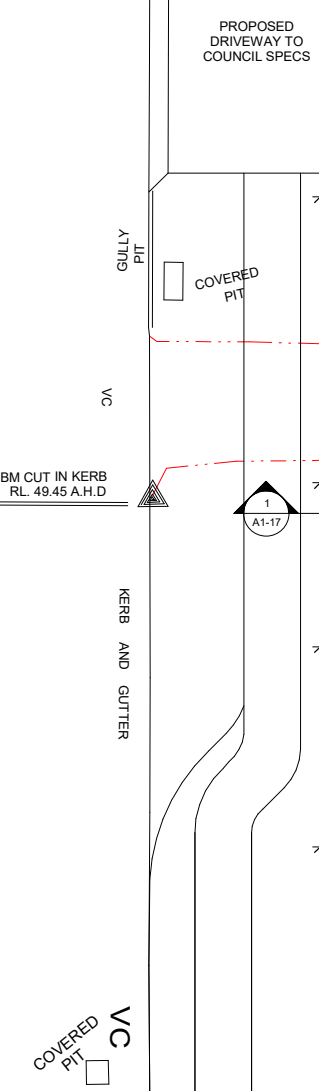 PROPOSED
DRIVEWAY TO
COUNCIL SPECS
GULLY
PIT
COVERED
PIT
VC
BM CUT IN KERB
RL. 49.45 A.H.D
1
A1-17
KERB AND GUTTER
VC
COVERED
PIT